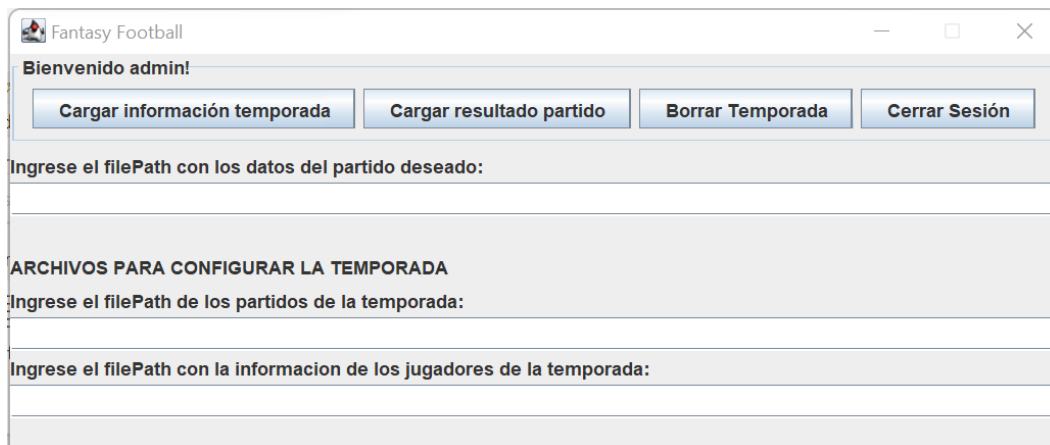 Fantasy Football
Bienvenido admin!
Cargar información temporada Cargar resultado partido Borrar Temporada Cerrar Sesión
Ingrese el filePath con los datos del partido deseado:
ARCHIVOS PARA CONFIGURAR LA TEMPORADA
Ingrese el filePath de los partidos de la temporada:
Ingrese el filePath con la informacion de los jugadores de la temporada: